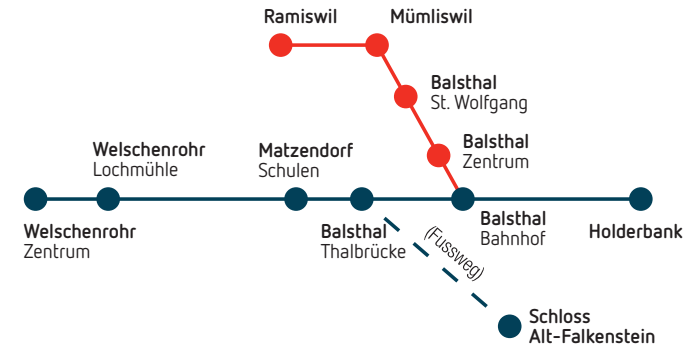 Ramiswil
Mümliswil
Balsthal
St. Wolfgang
Balsthal
Zentrum
Welschenrohr
Lochmühle
Matzendorf
Schulen
Welschenrohr
Zentrum
Balsthal
Thalbrücke
(Fussweg)
Balsthal
Bahnhof
Holderbank
Schloss
Alt-Falkenstein